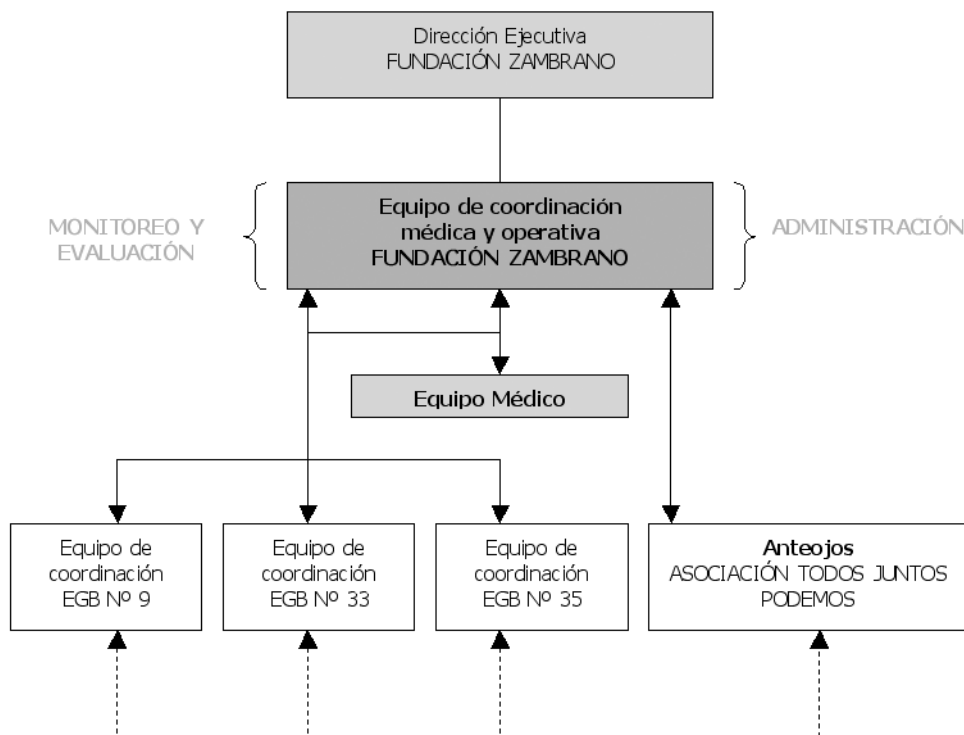 Dirección Ejecutiva
FUNDACIÓN ZAMBRANO
MONITOREO Y
EVALUACIÓN
Equipo de coordinación
médica y operativa
FUNDACIÓN ZAMBRANO
ADMINISTRACIÓN
Equipo Médico
Equipo de
coordinación
EGB Nº 9
Equipo de
coordinación
EGB Nº 33
Equipo de
coordinación
EGB Nº 35
Anteojos
ASOCIACIÓN TODOS JUNTOS
PODEMOS